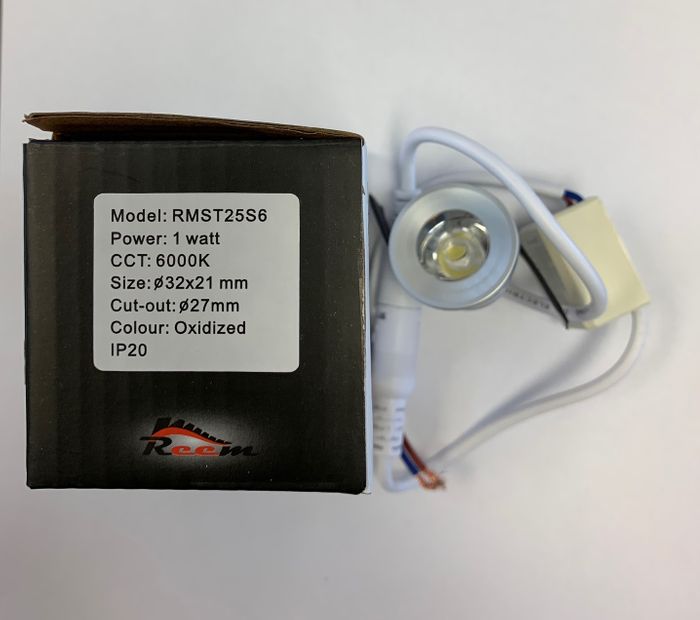 Model: RMST25S6
Power: 1 watt
CCT: 6000K
Size: ø32x21 mm
Cut-out: ø27mm
Colour: Oxidized
IP20
Reem